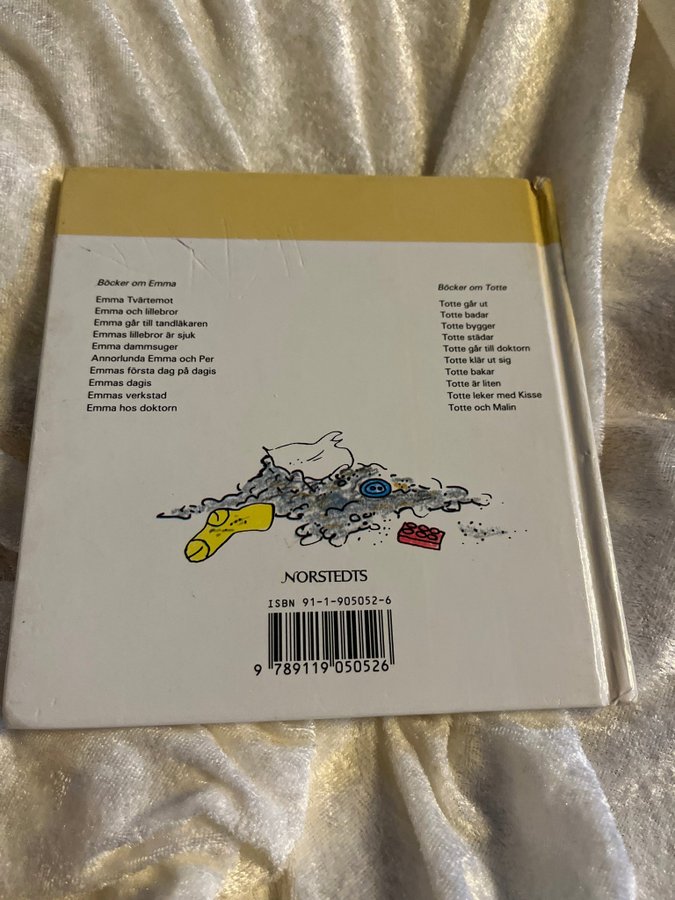 Böcker om Emma
Emma Tvärtemot
Emma och lillebror
Emma går till tandläkaren
Emmas lillebror är sjuk
Emma dammsuger
Annorlunda Emma och Per
Emmas första dag på dagis
Emmas dagis
Emmas verkstad
Emma hos doktorn
Böcker om Totte
Totte går ut
Totte badar
Totte bygger
Totte städar
Totte går till doktorn
Totte klär ut sig
Totte bakar
Totte är liten
Totte leker med Kisse
Totte och Malin
NORSTEDTS
ISBN 91-1-905052-6
9 789119 050526